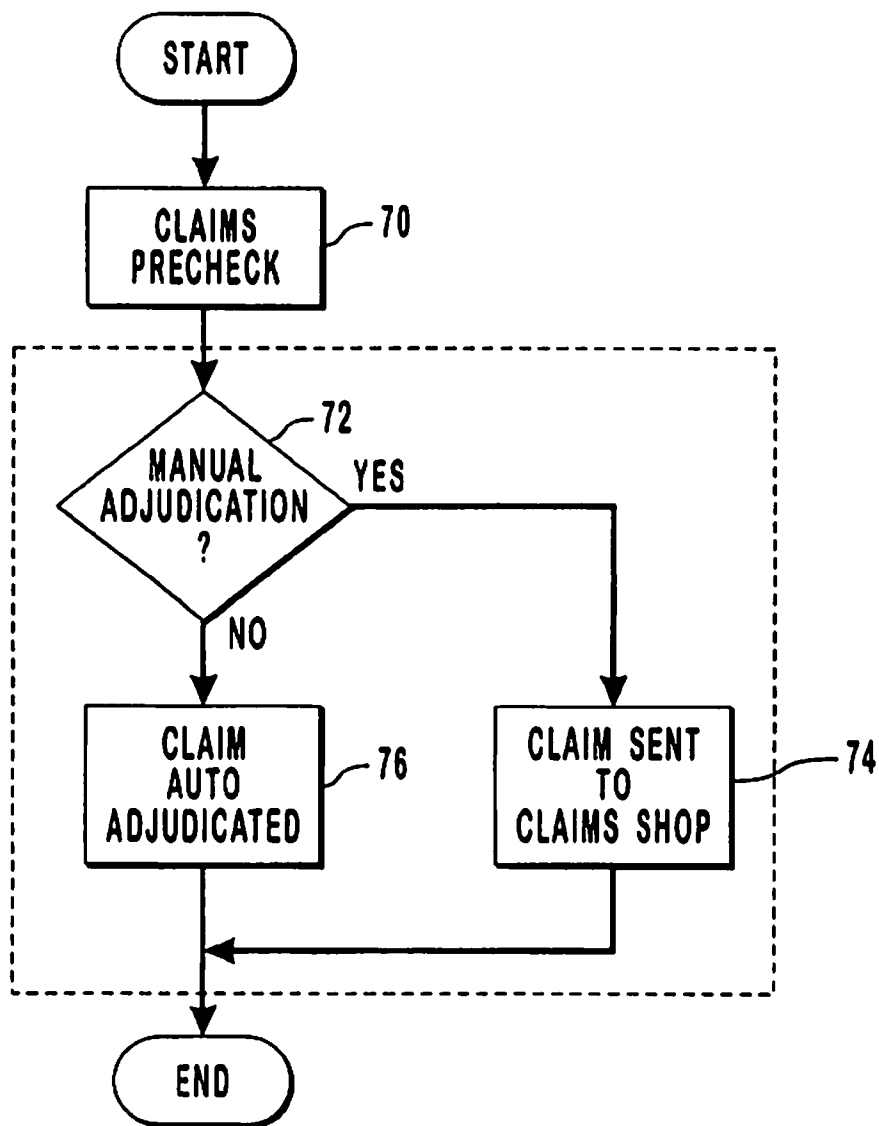 START
CLAIMS
PRECHECK
70
72
MANUAL
ADJUDICATION
?
YES
NO
CLAIM
AUTO
ADJUDICATED
76
CLAIM SENT
TO
CLAIMS SHOP
74
END